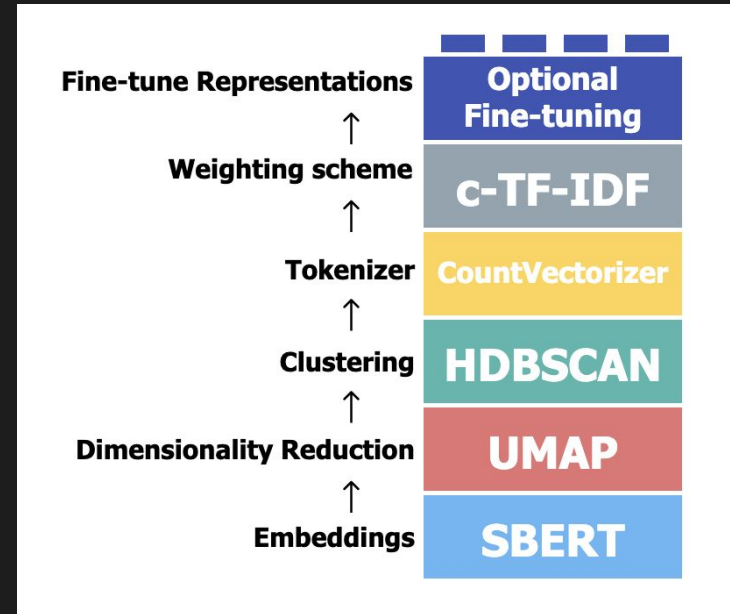 Fine-tune Representations
Optional
Fine-tuning
↑
Weighting scheme
c-TF-IDF
↑
Tokenizer
CountVectorizer
↑
Clustering
HDBSCAN
↑
Dimensionality Reduction
UMAP
↑
Embeddings
SBERT